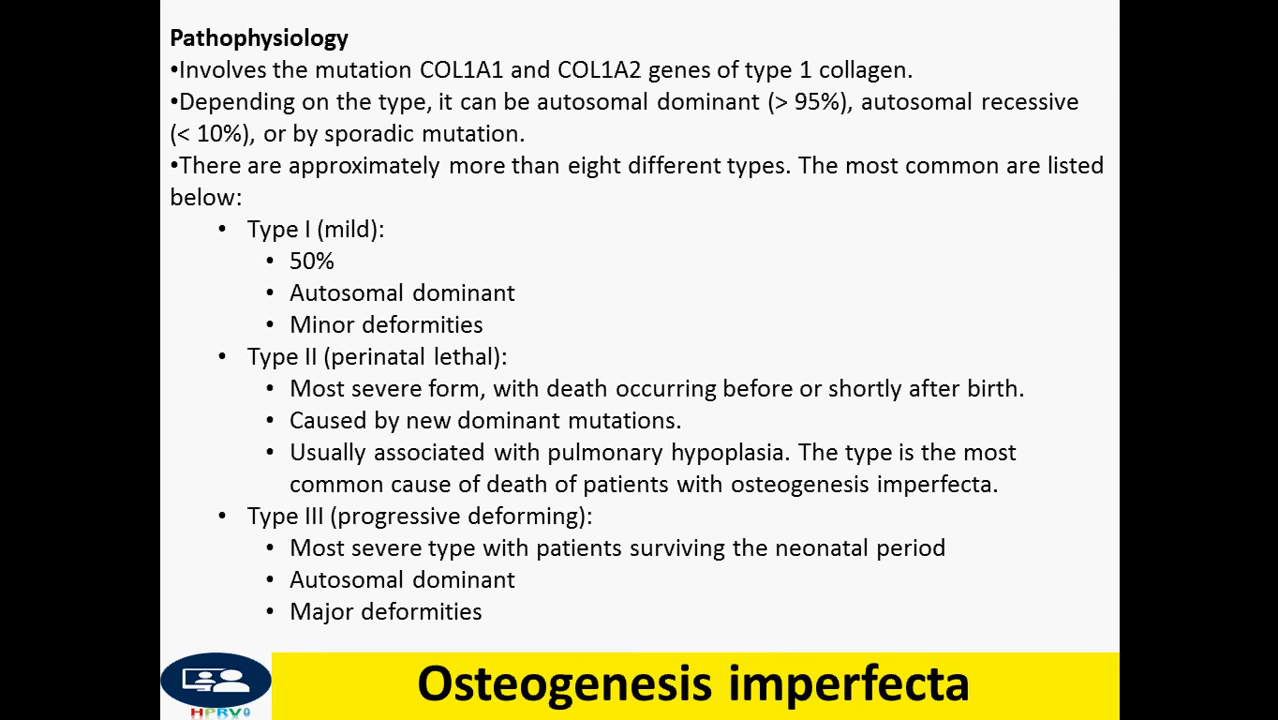 Pathophysiology
•Involves the mutation COL1A1 and COL1A2 genes of type 1 collagen.
•Depending on the type, it can be autosomal dominant (> 95%), autosomal recessive
(< 10%), or by sporadic mutation.
•There are approximately more than eight different types. The most common are listed
below:
• Type I (mild):
• 50%
• Autosomal dominant
• Minor deformities
• Type II (perinatal lethal):
• Most severe form, with death occurring before or shortly after birth.
• Caused by new dominant mutations.
• Usually associated with pulmonary hypoplasia. The type is the most
common cause of death of patients with osteogenesis imperfecta.
• Type III (progressive deforming):
• Most severe type with patients surviving the neonatal period
• Autosomal dominant
• Major deformities
Osteogenesis imperfecta
HPRV